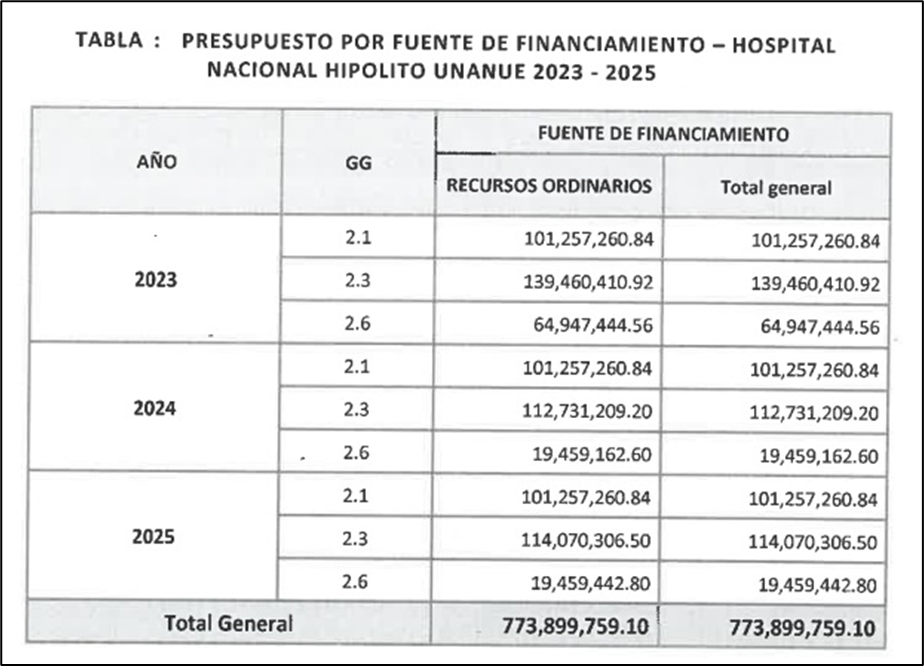 TABLA : PRESUPUESTO POR FUENTE DE FINANCIAMIENTO – HOSPITAL
NACIONAL HIPOLITO UNANUE 2023 - 2025
AÑO GG FUENTE DE FINANCIAMIENTO
RECURSOS ORDINARIOS Total general
2023
2.1 101,257,260.84 101,257,260.84
2.3 139,460,410.92 139,460,410.92
2.6 64,947,444.56 64,947,444.56
2024
2.1 101,257,260.84 101,257,260.84
2.3 112,731,209.20 112,731,209.20
2.6 19,459,162.60 19,459,162.60
2025
2.1 101,257,260.84 101,257,260.84
2.3 114,070,306.50 114,070,306.50
2.6 19,459,442.80 19,459,442.80
Total General 773,899,759.10 773,899,759.10